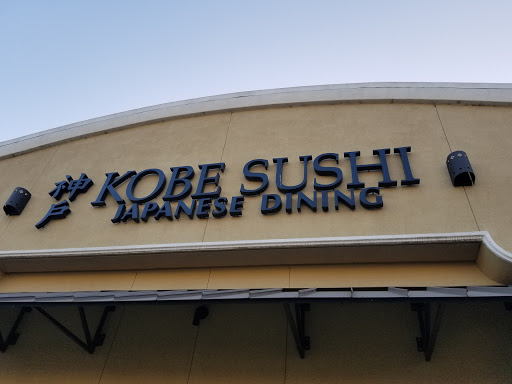 神戸
KOBE SUSHI
JAPANESE DINING